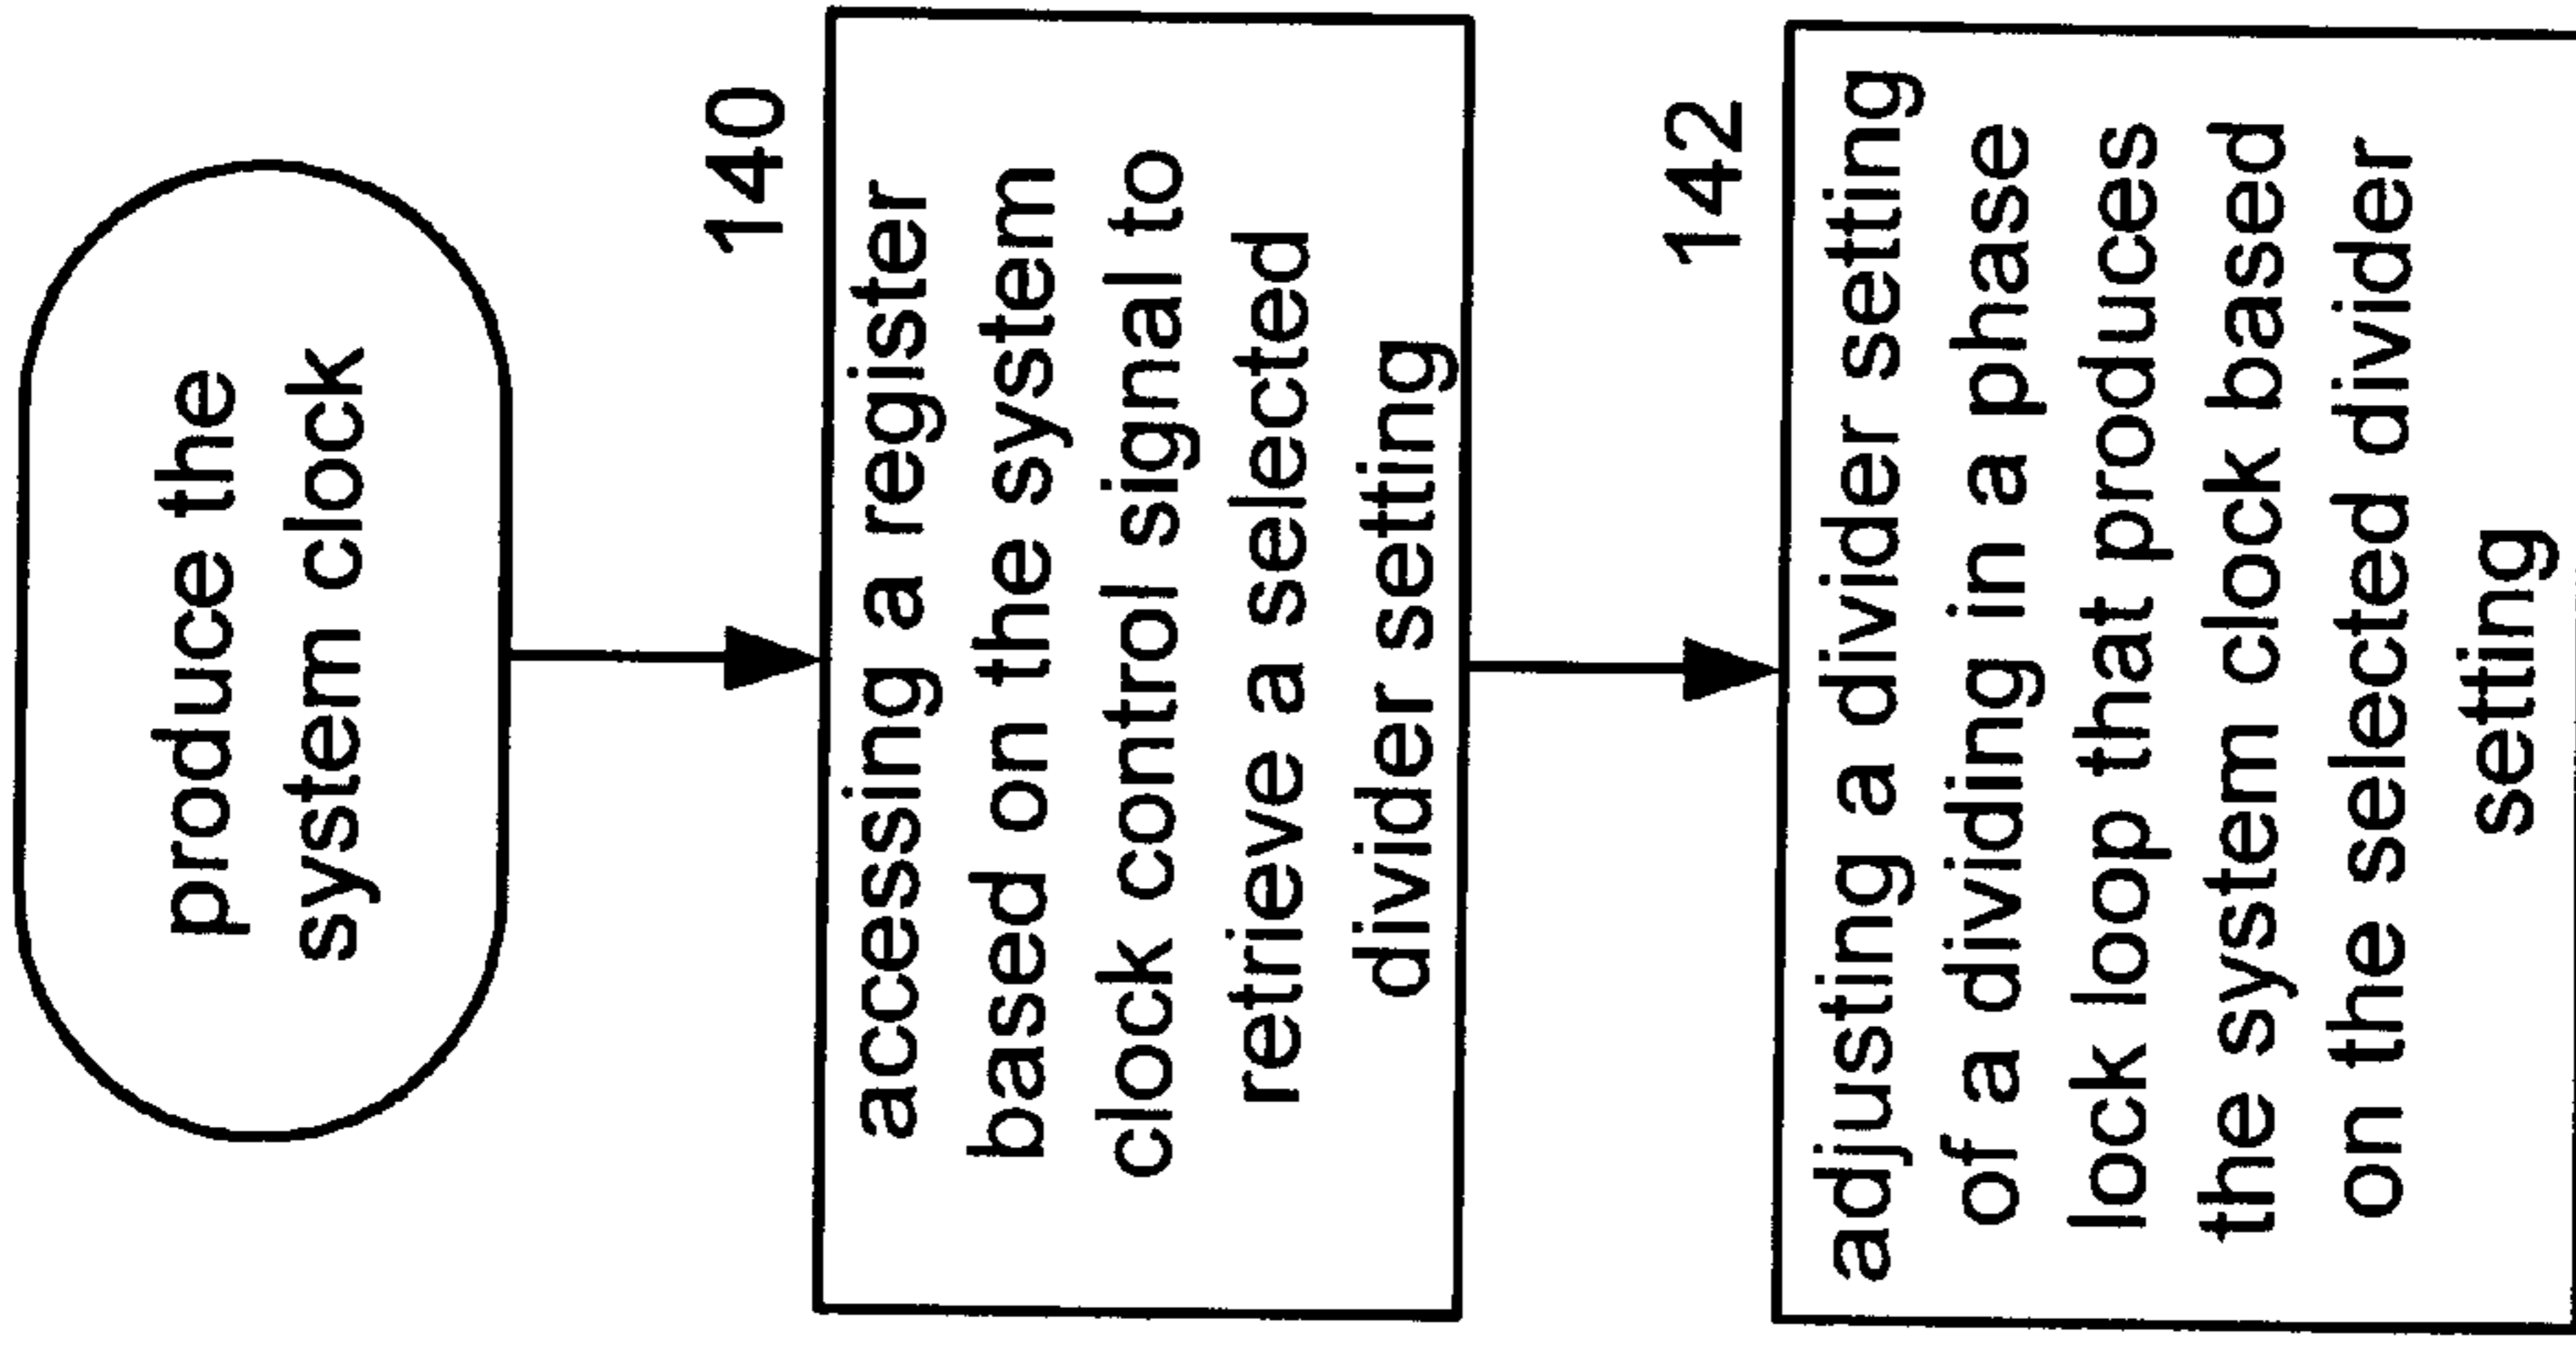 produce the
system clock
140
accessing a register
based on the system
clock control signal to
retrieve a selected
divider setting
142
adjusting a divider setting
of a dividing in a phase
lock loop that produces
the system clock based
on the selected divider
setting